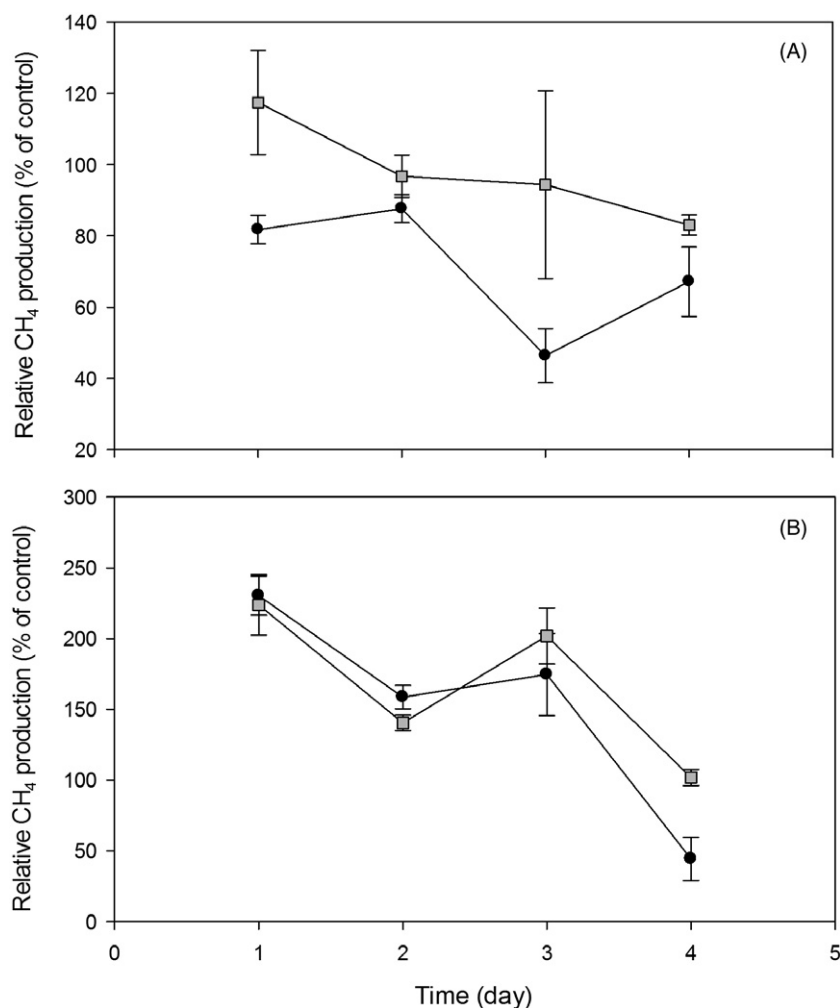 Relative CH₄ production (% of control)
140
120
100
80
60
40
20
(A)
Relative CH₄ production (% of control)
300
250
200
150
100
50
0
(B)
0 1 2 3 4 5
Time (day)